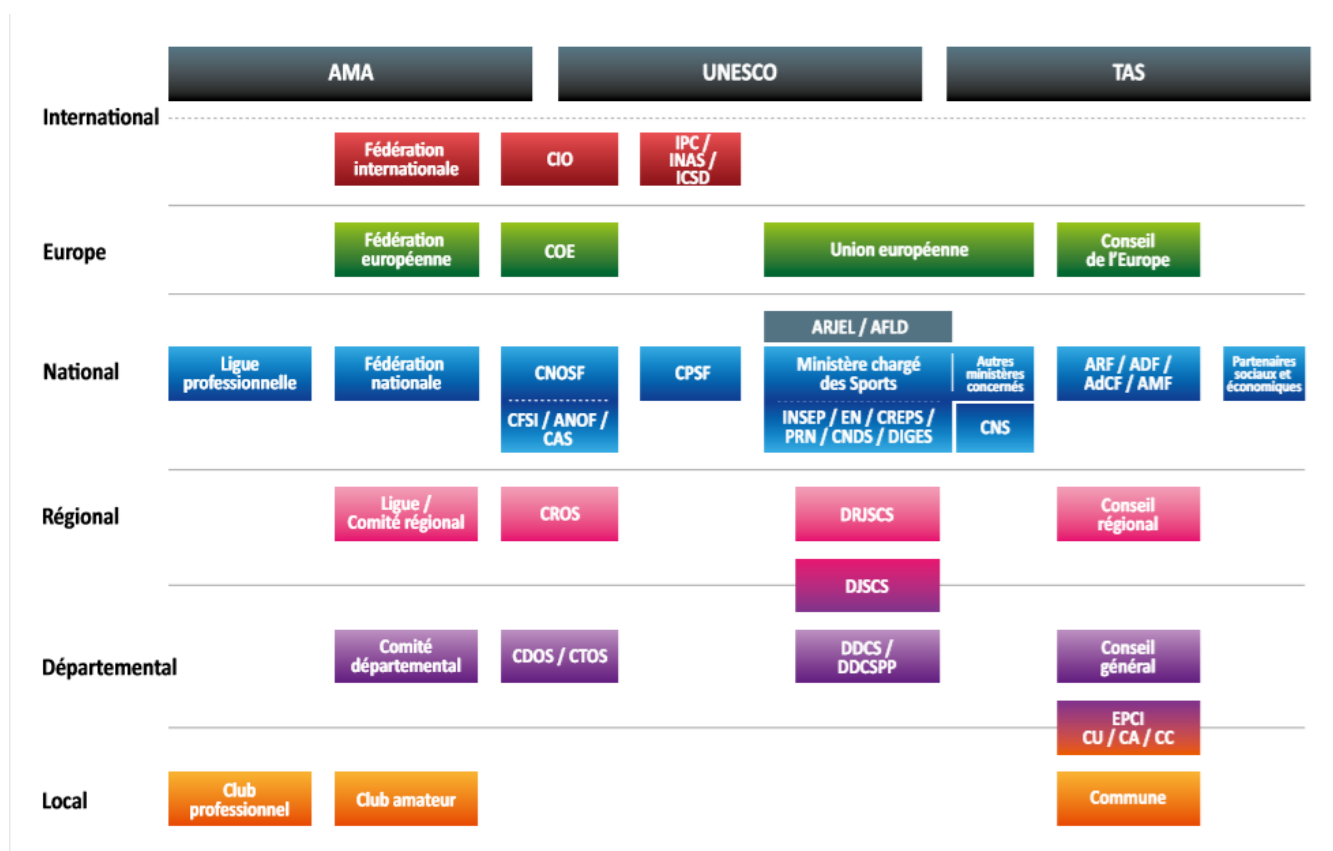 AMA
UNESCO
TAS
International
Fédération
internationale
CIO
IPC /
INAS /
ICSD
Europe
Fédération
européenne
COE
Union européenne
Conseil
de l'Europe
ARJEL / AFLD
National
Ligue
professionnelle
Fédération
nationale
CNOSF
CPSF
Ministère chargé
des Sports
Autres
ministères
concernés
ARF / ADF /
AdCF / AMF
Partenaires
sociaux et
économiques
CFSI / ANOF /
CAS
INSEP / EN / CREPS /
PRN / CNDS / DIGES
CNS
Régional
Ligue /
Comité régional
CROS
DRJSCS
Conseil
régional
DJSCS
Départemental
Comité
départemental
CDOS / CTOS
DDCS /
DDCSPP
Conseil
général
EPCI
CU / CA / CC
Local
Club
professionnel
Club amateur
Commune